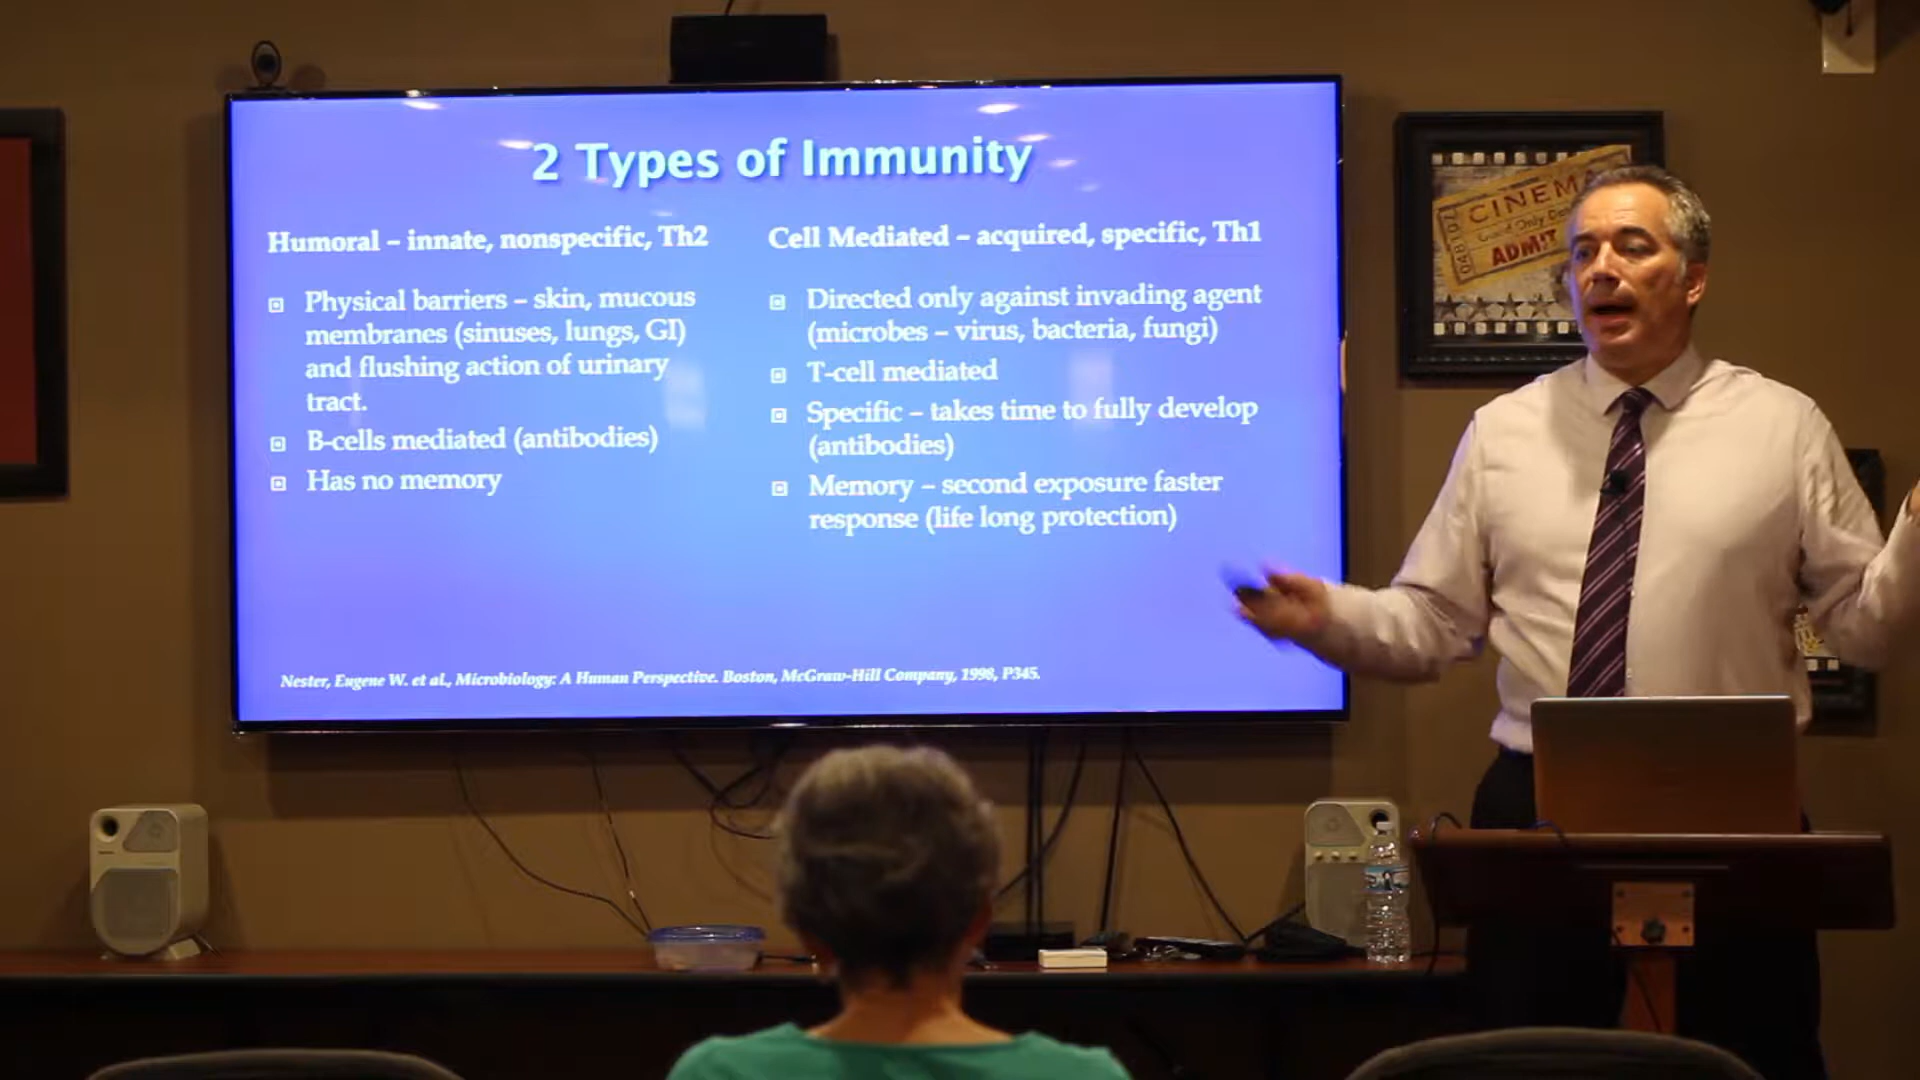 2 Types of Immunity
Humoral – innate, nonspecific, Th2
Physical barriers – skin, mucous
membranes (sinuses, lungs, GI)
and flushing action of urinary
tract.
B-cells mediated (antibodies)
Has no memory
Cell Mediated – acquired, specific, Th1
Directed only against invading agent
(microbes – virus, bacteria, fungi)
T-cell mediated
Specific – takes time to fully develop
(antibodies)
Memory – second exposure faster
response (life long protection)
Nester, Eugene W. et al., Microbiology: A Human Perspective. Boston, McGraw-Hill Company, 1998, P345.
CINEMA
Only
ADMIT
048107